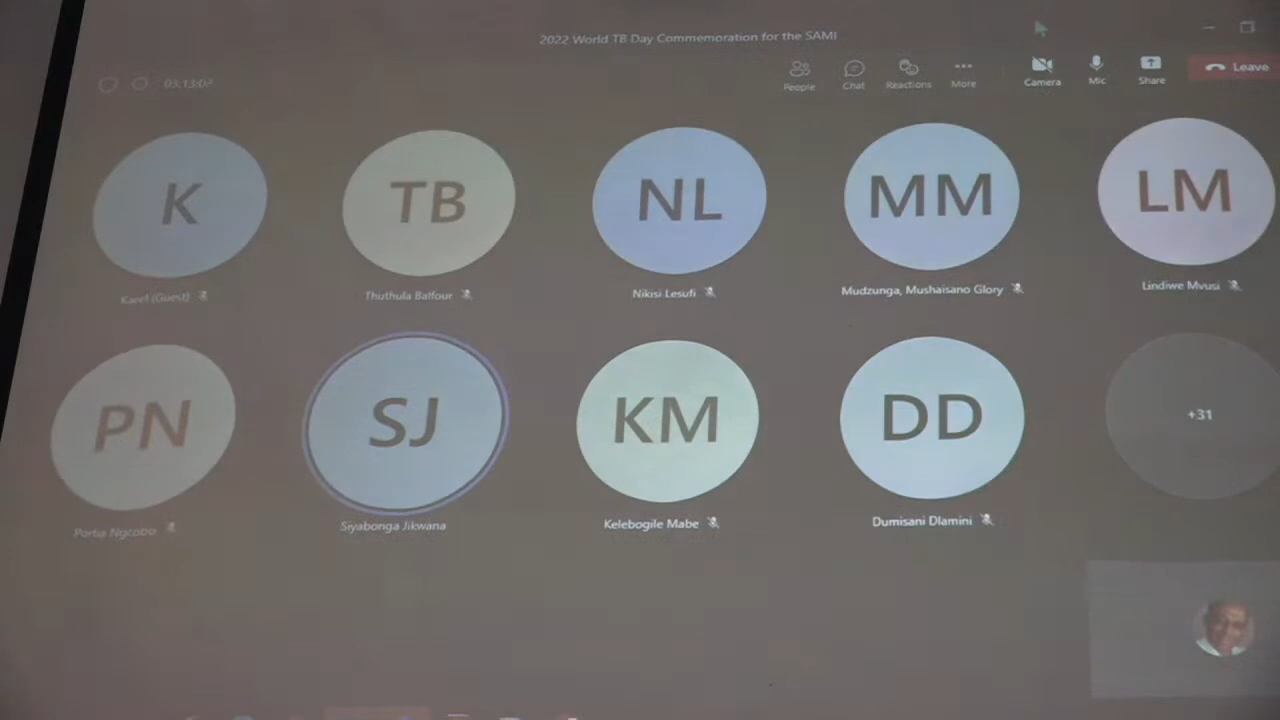 2022 World TB Day Commemoration for the SAMI
People Chat Reactions More Camera Mic Share Leave
K TB NL MM LM
Karel (Guest) Thuthula Balfour Nikisi Lesufi Mudzunga, Mushaisano Glory Lindiwe Mvusi
PN SJ KM DD +31
Portia Ngcobo Siyabonga Jikwana Kelebogile Mabe Dumisani Dlamini